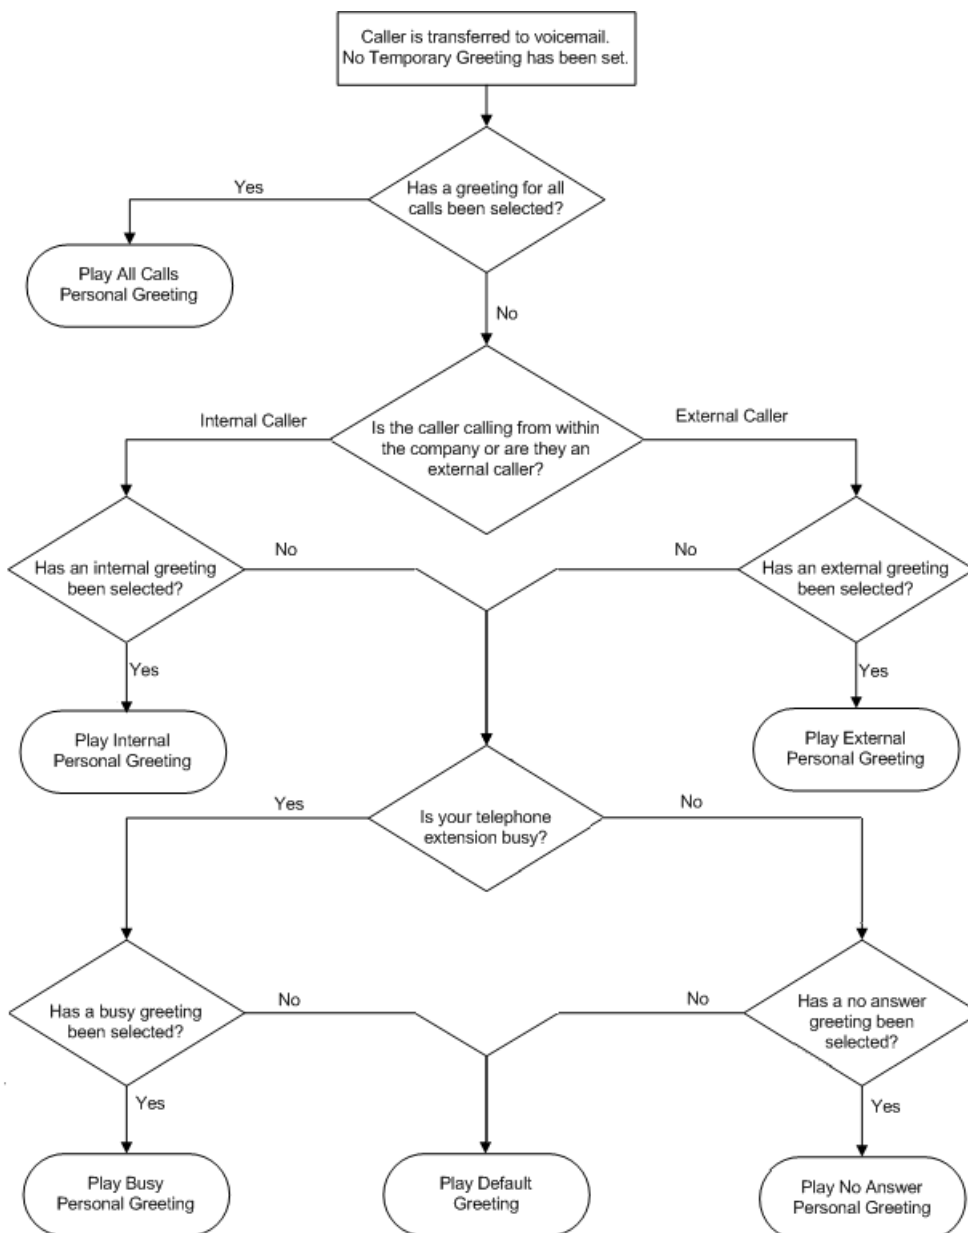 Caller is transferred to voicemail.
No Temporary Greeting has been set.
Yes
Has a greeting for all
calls been selected?
Play All Calls
Personal Greeting
No
Internal Caller
External Caller
Is the caller calling from within
the company or are they an
external caller?
No
No
Has an internal greeting
been selected?
Has an external greeting
been selected?
Yes
Yes
Play Internal
Personal Greeting
Play External
Personal Greeting
Yes
No
Is your telephone
extension busy?
No
No
Has a busy greeting
been selected?
Has a no answer
greeting been
selected?
Yes
Yes
Play Busy
Personal Greeting
Play Default
Greeting
Play No Answer
Personal Greeting